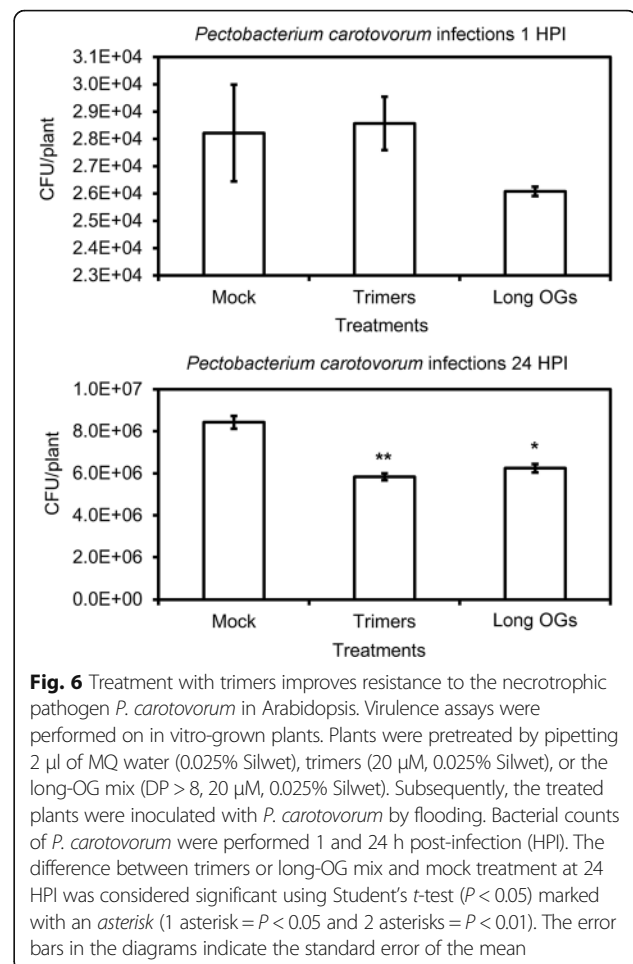 Pectobacterium carotovorum infections 1 HPI
3.1E+04
3.0E+04
2.9E+04
2.8E+04
2.7E+04
2.6E+04
2.5E+04
2.4E+04
2.3E+04
CFU/plant
Mock Trimers Long OGs
Treatments
Pectobacterium carotovorum infections 24 HPI
1.0E+07
8.0E+06
6.0E+06
4.0E+06
2.0E+06
0.0E+00
CFU/plant
** *
Mock Trimers Long OGs
Treatments
Fig. 6 Treatment with trimers improves resistance to the necrotrophic
pathogen P. carotovorum in Arabidopsis. Virulence assays were
performed on in vitro-grown plants. Plants were pretreated by pipetting
2 μl of MQ water (0.025% Silwet), trimers (20 μM, 0.025% Silwet), or the
long-OG mix (DP > 8, 20 μM, 0.025% Silwet). Subsequently, the treated
plants were inoculated with P. carotovorum by flooding. Bacterial counts
of P. carotovorum were performed 1 and 24 h post-infection (HPI). The
difference between trimers or long-OG mix and mock treatment at 24
HPI was considered significant using Student's t-test (P < 0.05) marked
with an asterisk (1 asterisk = P < 0.05 and 2 asterisks = P < 0.01). The error
bars in the diagrams indicate the standard error of the mean